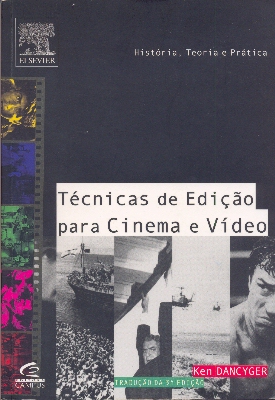 ELSEVIER
História, Teoria e Prática
Técnicas de Edição
para Cinema e Vídeo
Ken DANCYGER
TRADUÇÃO DA 3ª EDIÇÃO
CAMPUS